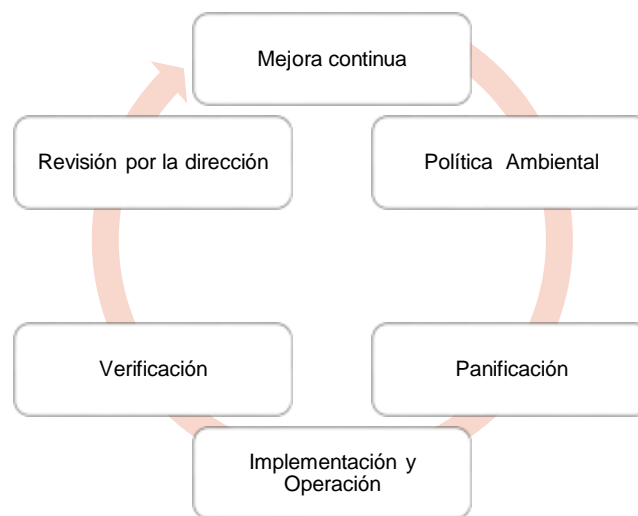 Mejora continua
Política Ambiental
Panificación
Implementación y
Operación
Verificación
Revisión por la dirección